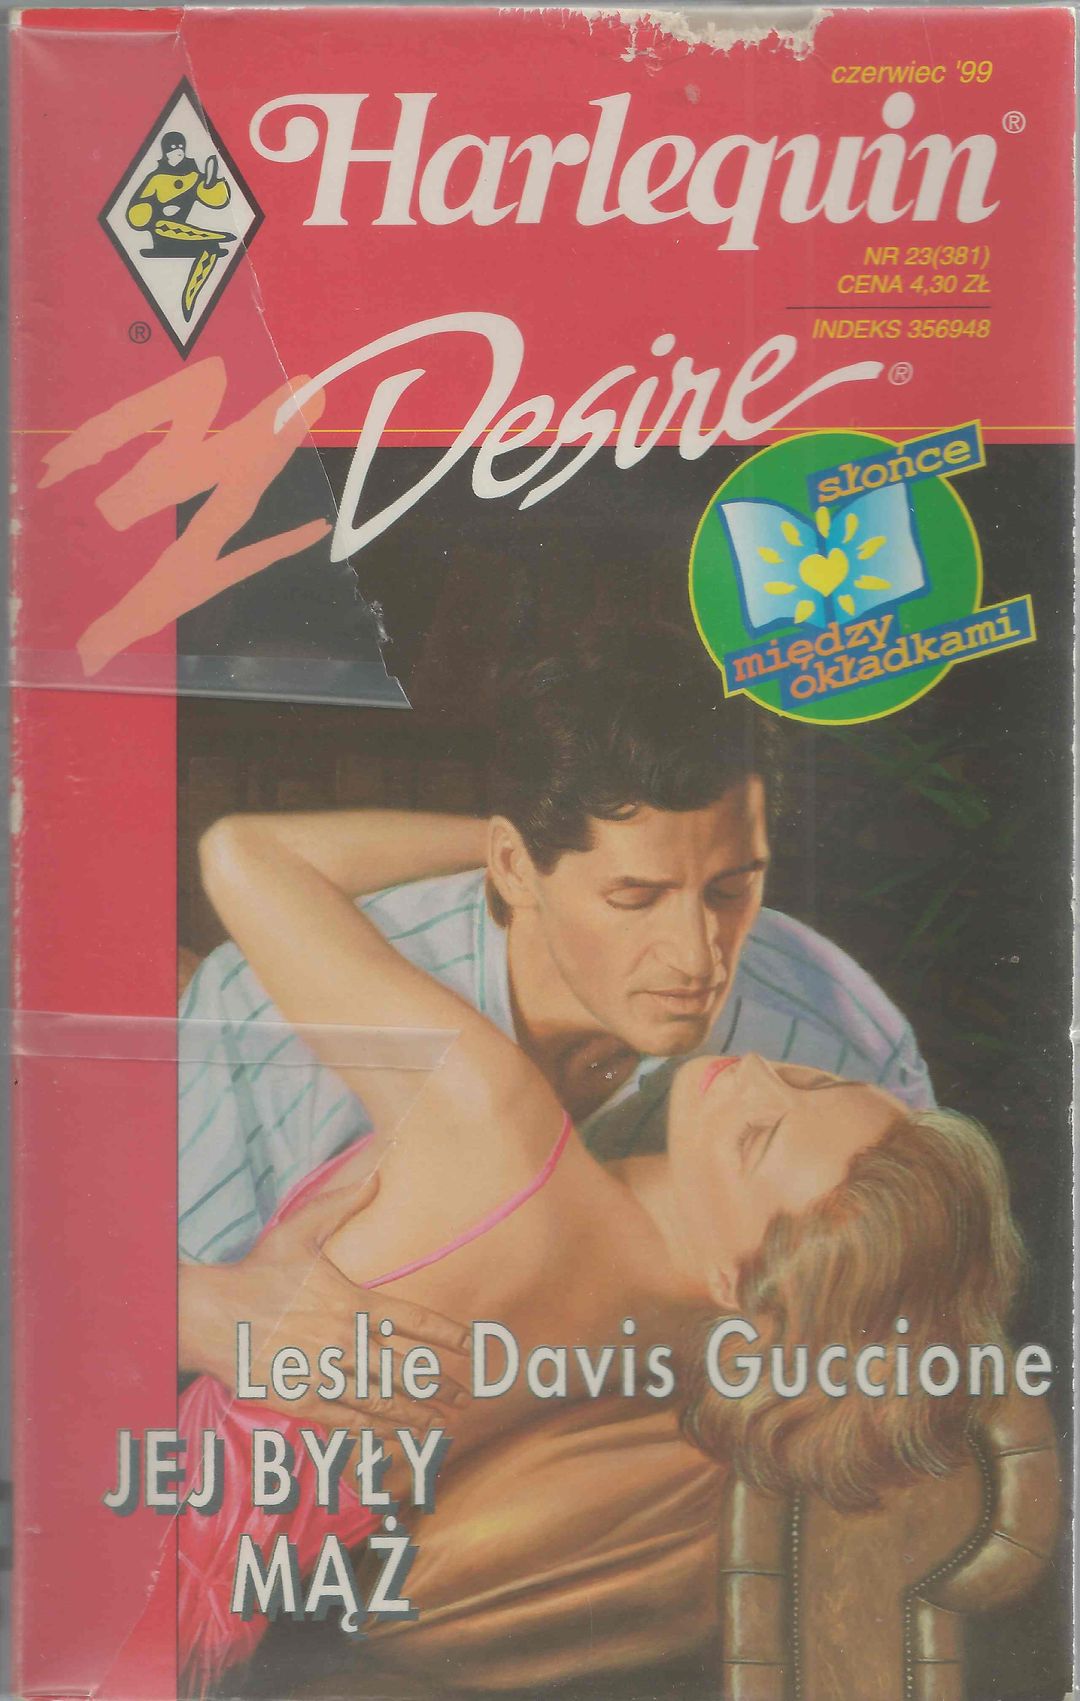 czerwiec '99
Harlequin®
NR 23(381)
CENA 4,30 ZŁ
INDEKS 356948
®
Desire®
słońce
między
okładkami
Leslie Davis Guccione
JEJ BYŁY
MĄŻ